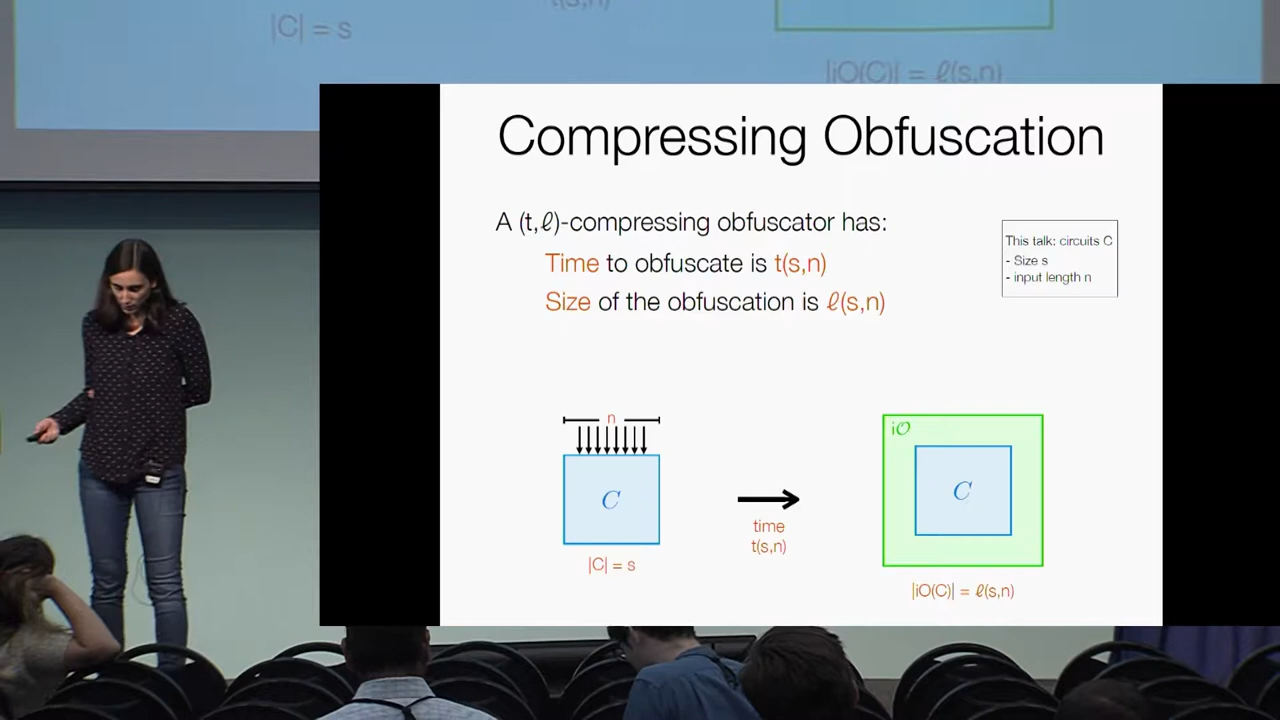 |C| = s
t(s,n)
|iO(C)| = ℓ(s,n)
Compressing Obfuscation
A (t,ℓ)-compressing obfuscator has:
Time to obfuscate is t(s,n)
Size of the obfuscation is ℓ(s,n)
This talk: circuits C
- Size s
- input length n
n
C
|C| = s
time
t(s,n)
iO
C
|iO(C)| = ℓ(s,n)